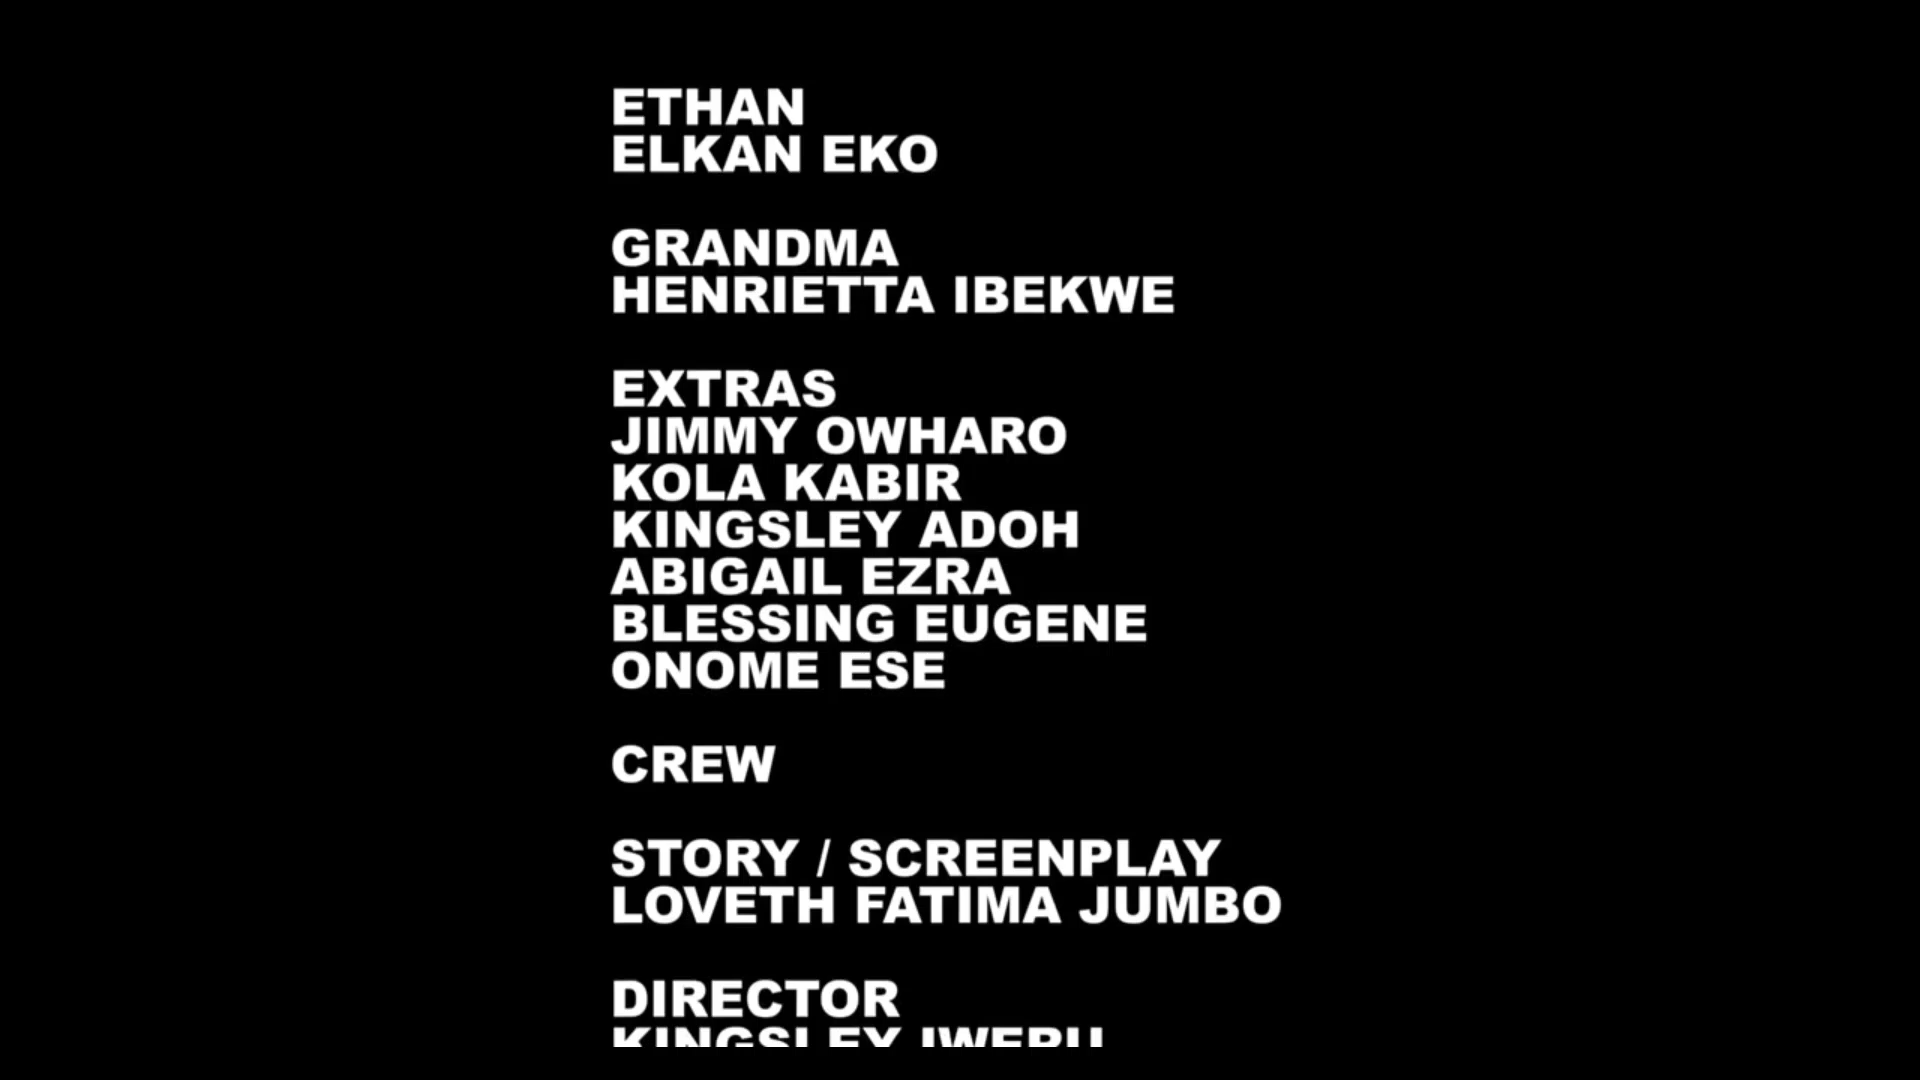 ETHAN
ELKAN EKO
GRANDMA
HENRIETTA IBEKWE
EXTRAS
JIMMY OWHARO
KOLA KABIR
KINGSLEY ADOH
ABIGAIL EZRA
BLESSING EUGENE
ONOME ESE
CREW
STORY / SCREENPLAY
LOVETH FATIMA JUMBO
DIRECTOR
KINGSLEY